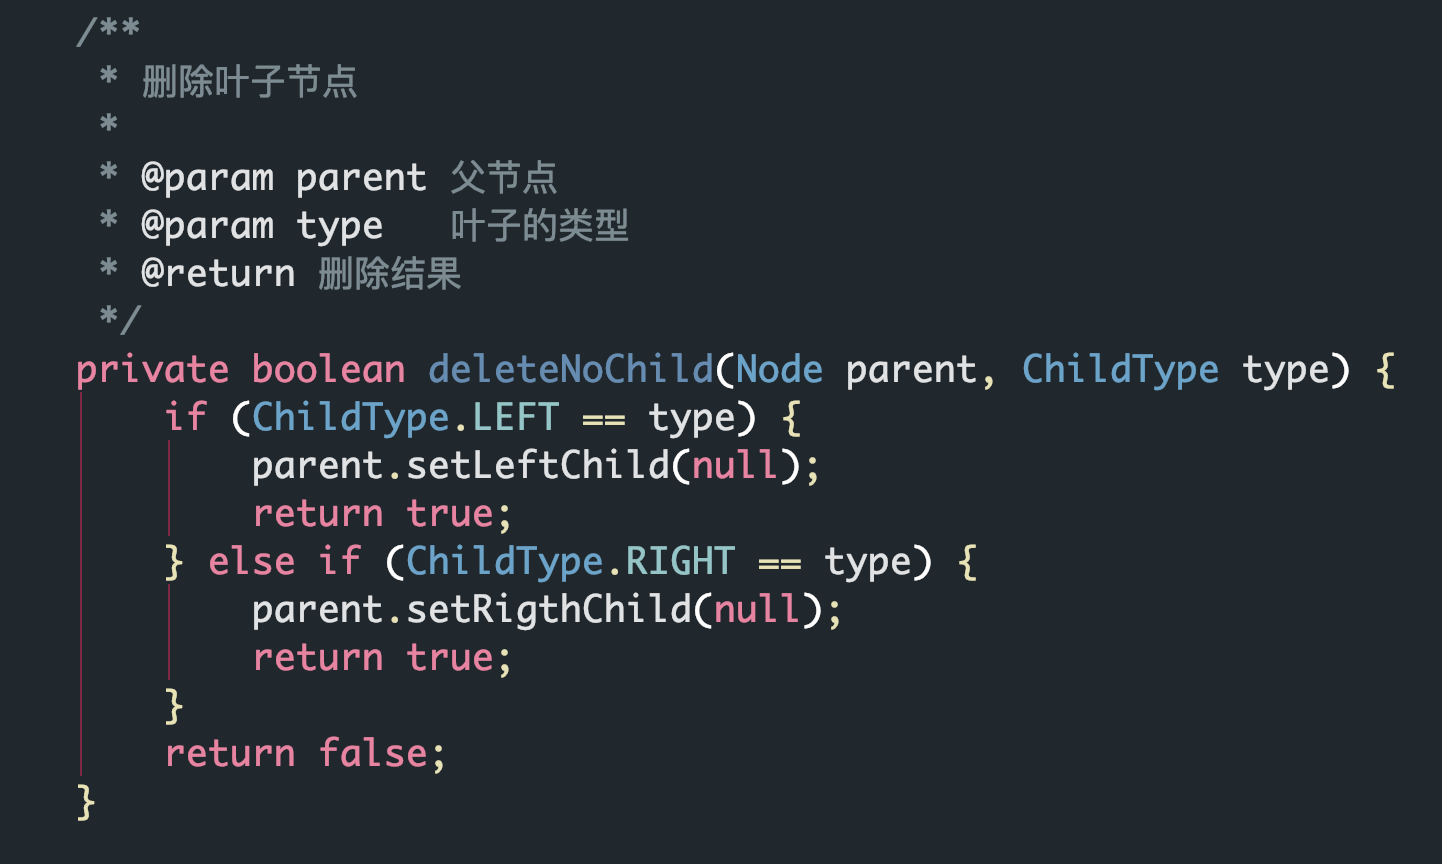 /**
 * 删除叶子节点
 *
 * @param parent 父节点
 * @param type   叶子的类型
 * @return 删除结果
 */
private boolean deleteNoChild(Node parent, ChildType type) {
    if (ChildType.LEFT == type) {
        parent.setLeftChild(null);
        return true;
    } else if (ChildType.RIGHT == type) {
        parent.setRigthChild(null);
        return true;
    }
    return false;
}